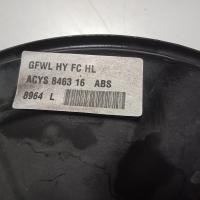 GFWL HY FC HL
ACYS 8463 16 ABS
8964 L